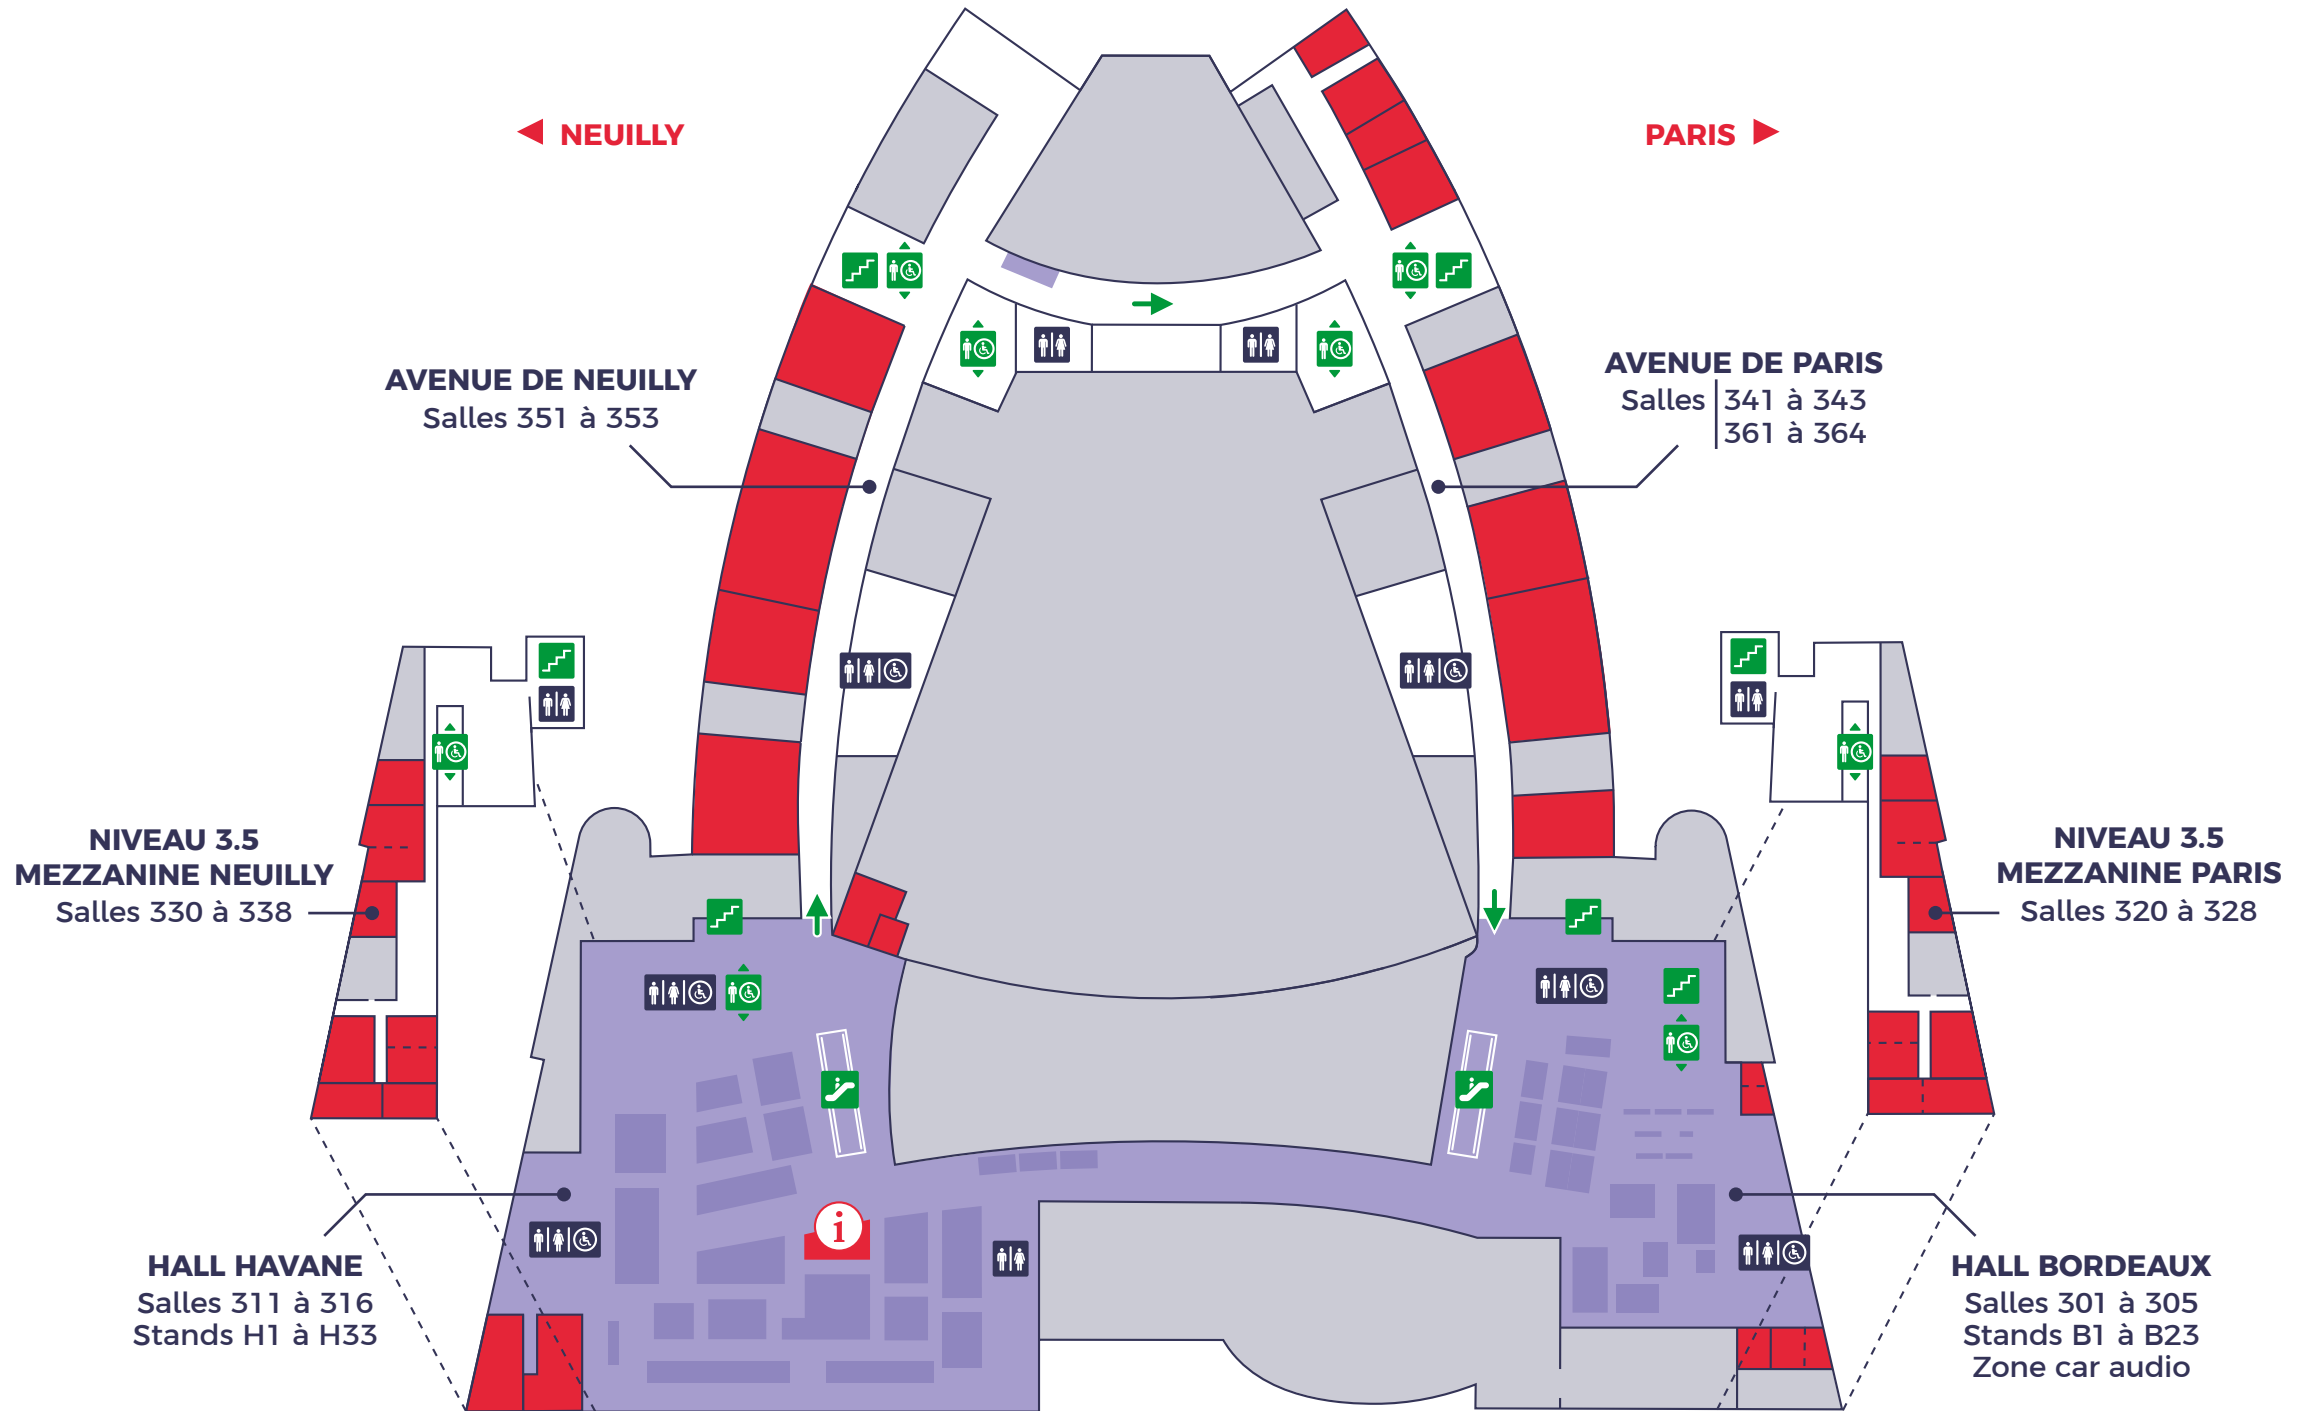 NEUILLY
PARIS
AVENUE DE NEUILLY
Salles 351 à 353
AVENUE DE PARIS
Salles 341 à 343
361 à 364
NIVEAU 3.5
MEZZANINE NEUILLY
Salles 330 à 338
NIVEAU 3.5
MEZZANINE PARIS
Salles 320 à 328
i
HALL HAVANE
Salles 311 à 316
Stands H1 à H33
HALL BORDEAUX
Salles 301 à 305
Stands B1 à B23
Zone car audio